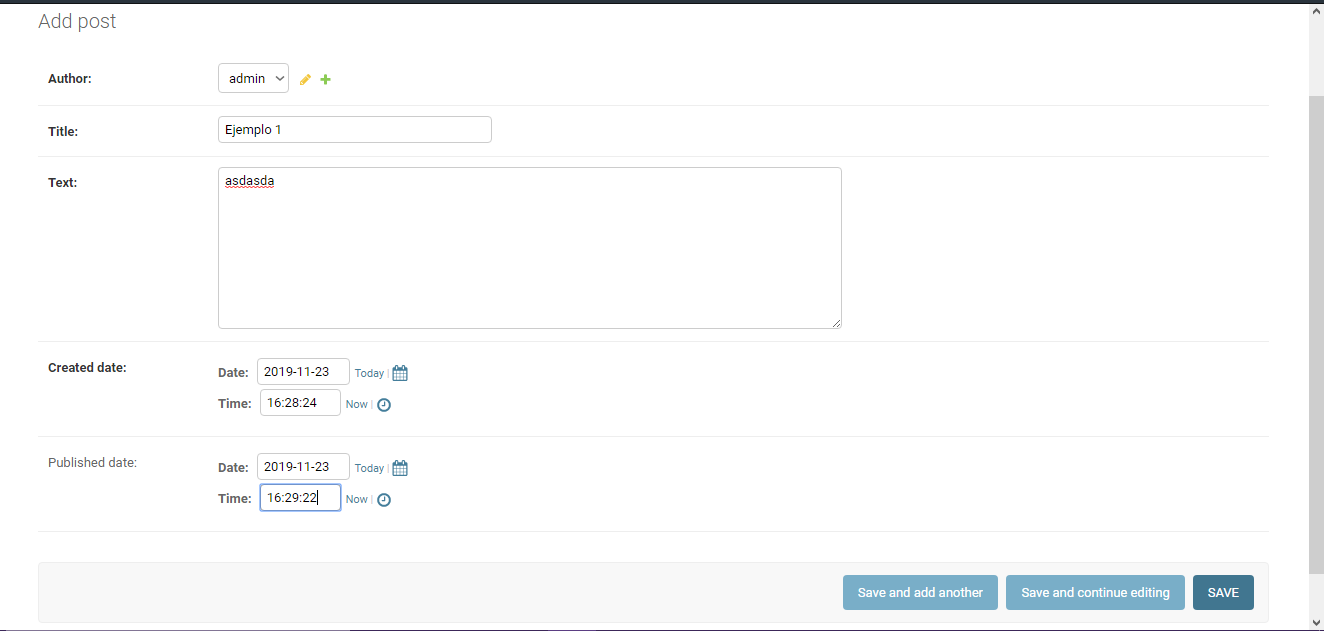 Add post
Author: admin
Title: Ejemplo 1
Text: asdasda
Created date: Date: 2019-11-23 Today |
Time: 16:28:24 Now |
Published date: Date: 2019-11-23 Today |
Time: 16:29:22 Now |
Save and add another Save and continue editing SAVE